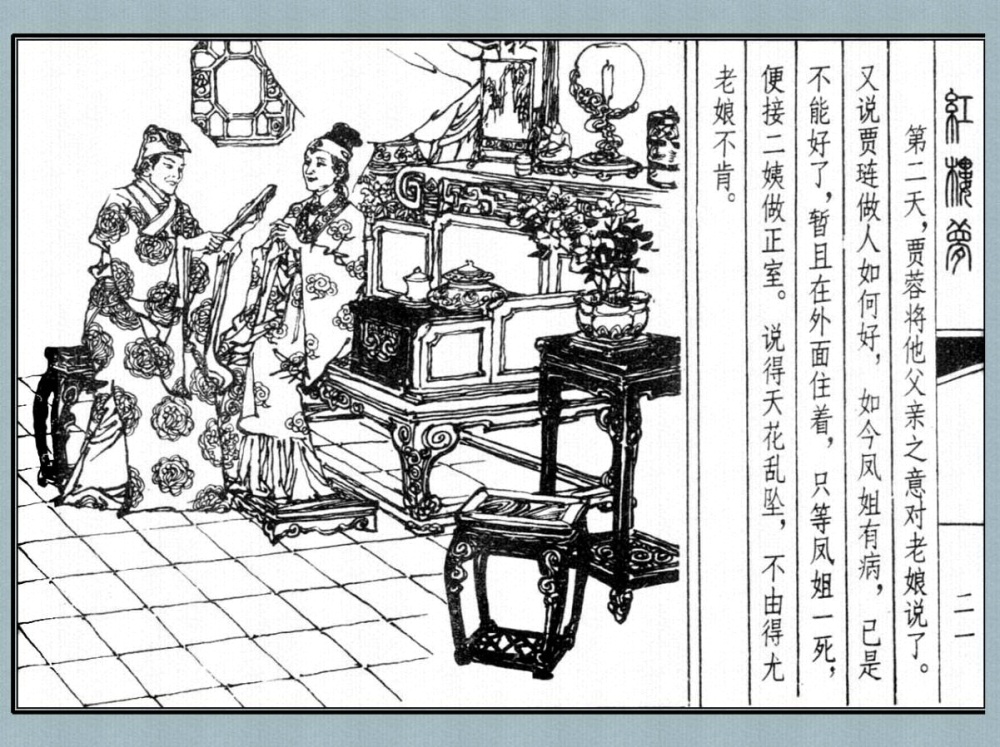 紅樓夢
二一
第二天，贾蓉将他父亲之意对老娘说了。
又说贾琏做人如何好，如今凤姐有病，已是
不能好了，暂且在外面住着，只等凤姐一死，
便接二姨做正室。说得天花乱坠，不由得尤
老娘不肯。